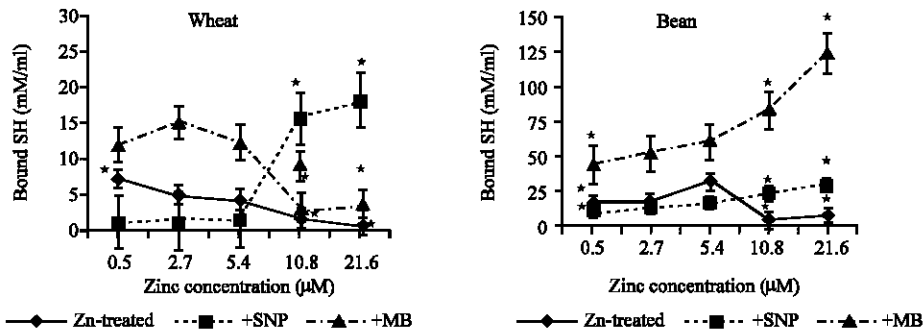 Wheat
Bound SH (mM/ml)
30
25
20
15
10
5
0
0.5 2.7 5.4 10.8 21.6
Zinc concentration (μM)
Zn-treated +SNP +MB
Bean
Bound SH (mM/ml)
150
125
100
75
50
25
0
0.5 2.7 5.4 10.8 21.6
Zinc concentration (μM)
Zn-treated +SNP +MB